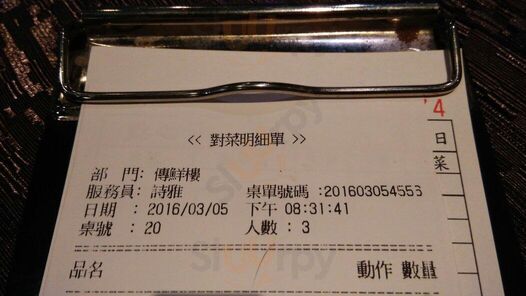 '4
<< 對菜明細單 >>
日
菜
部　門: 傳鮮樓
服務員: 詩雅　桌單號碼 :201603054556
日期　: 2016/03/05　下午 08:31:41
桌號　: 20　人數 : 3
品名　動作 數量